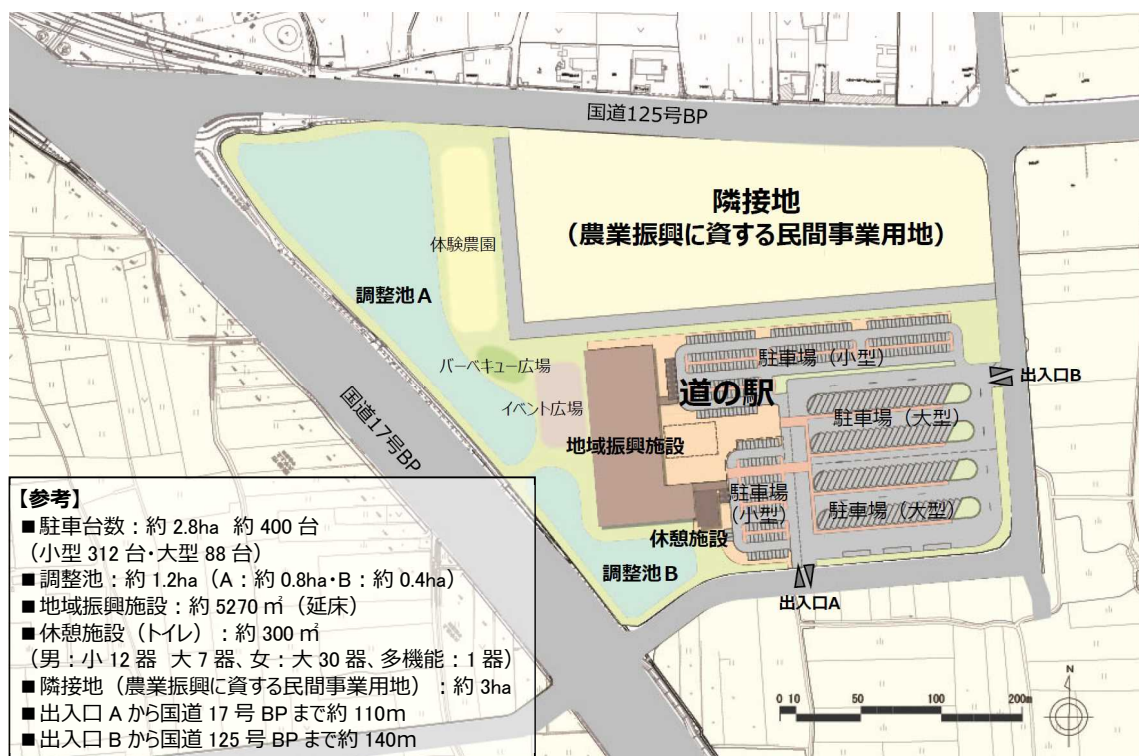 国道125号BP
隣接地
（農業振興に資する民間事業用地）
体験農園
調整池A
バーベキュー広場
イベント広場
国道17号BP
道の駅
駐車場（小型）
出入口B
駐車場（大型）
地域振興施設
駐車場
（小型）
駐車場（大型）
休憩施設
調整池B
出入口A
【参考】
■駐車台数：約 2.8ha 約 400 台
（小型 312 台・大型 88 台）
■調整池：約 1.2ha（A：約 0.8ha・B：約 0.4ha）
■地域振興施設：約 5270 ㎡（延床）
■休憩施設（トイレ）：約 300 ㎡
（男：小 12 器 大 7 器、女：大 30 器、多機能：1 器）
■隣接地（農業振興に資する民間事業用地）：約 3ha
■出入口 A から国道 17 号 BP まで約 110m
■出入口 B から国道 125 号 BP まで約 140m
N
0 10 50 100 200m